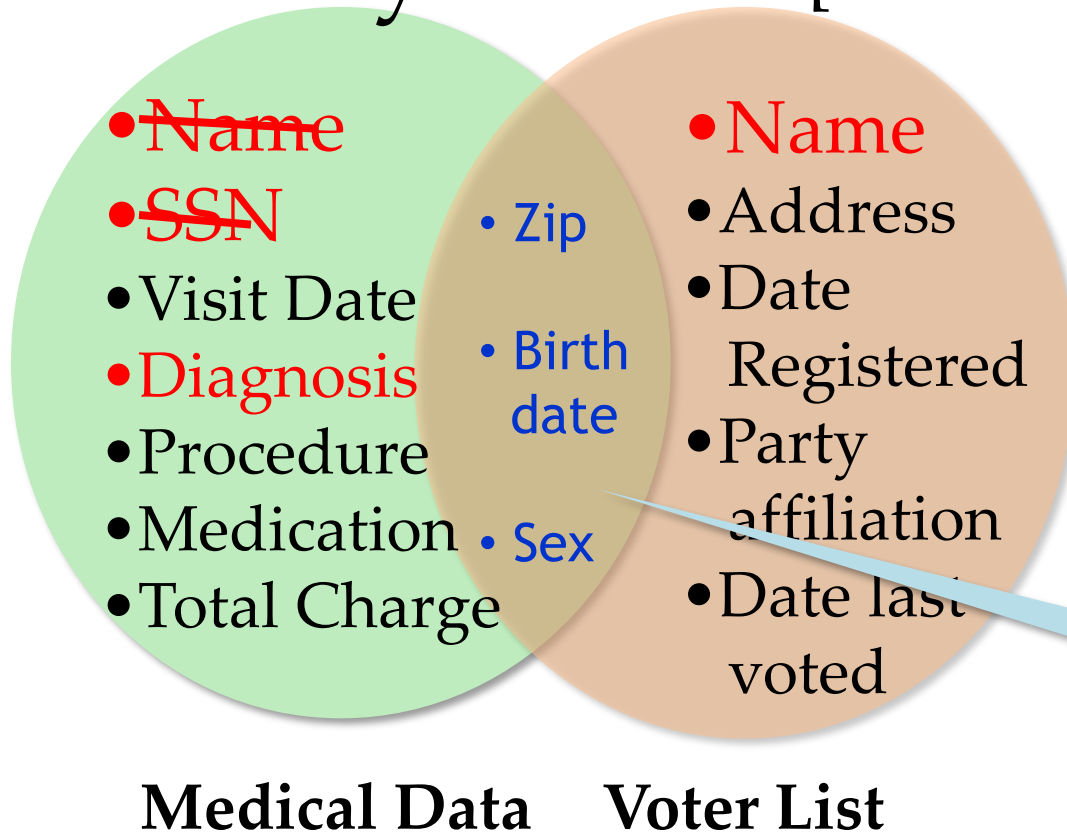 •Name
•SSN
•Visit Date
•Diagnosis
•Procedure
•Medication
•Total Charge
• Zip
• Birth
date
• Sex
•Name
•Address
•Date
Registered
•Party
affiliation
•Date last
voted
Medical Data
Voter List